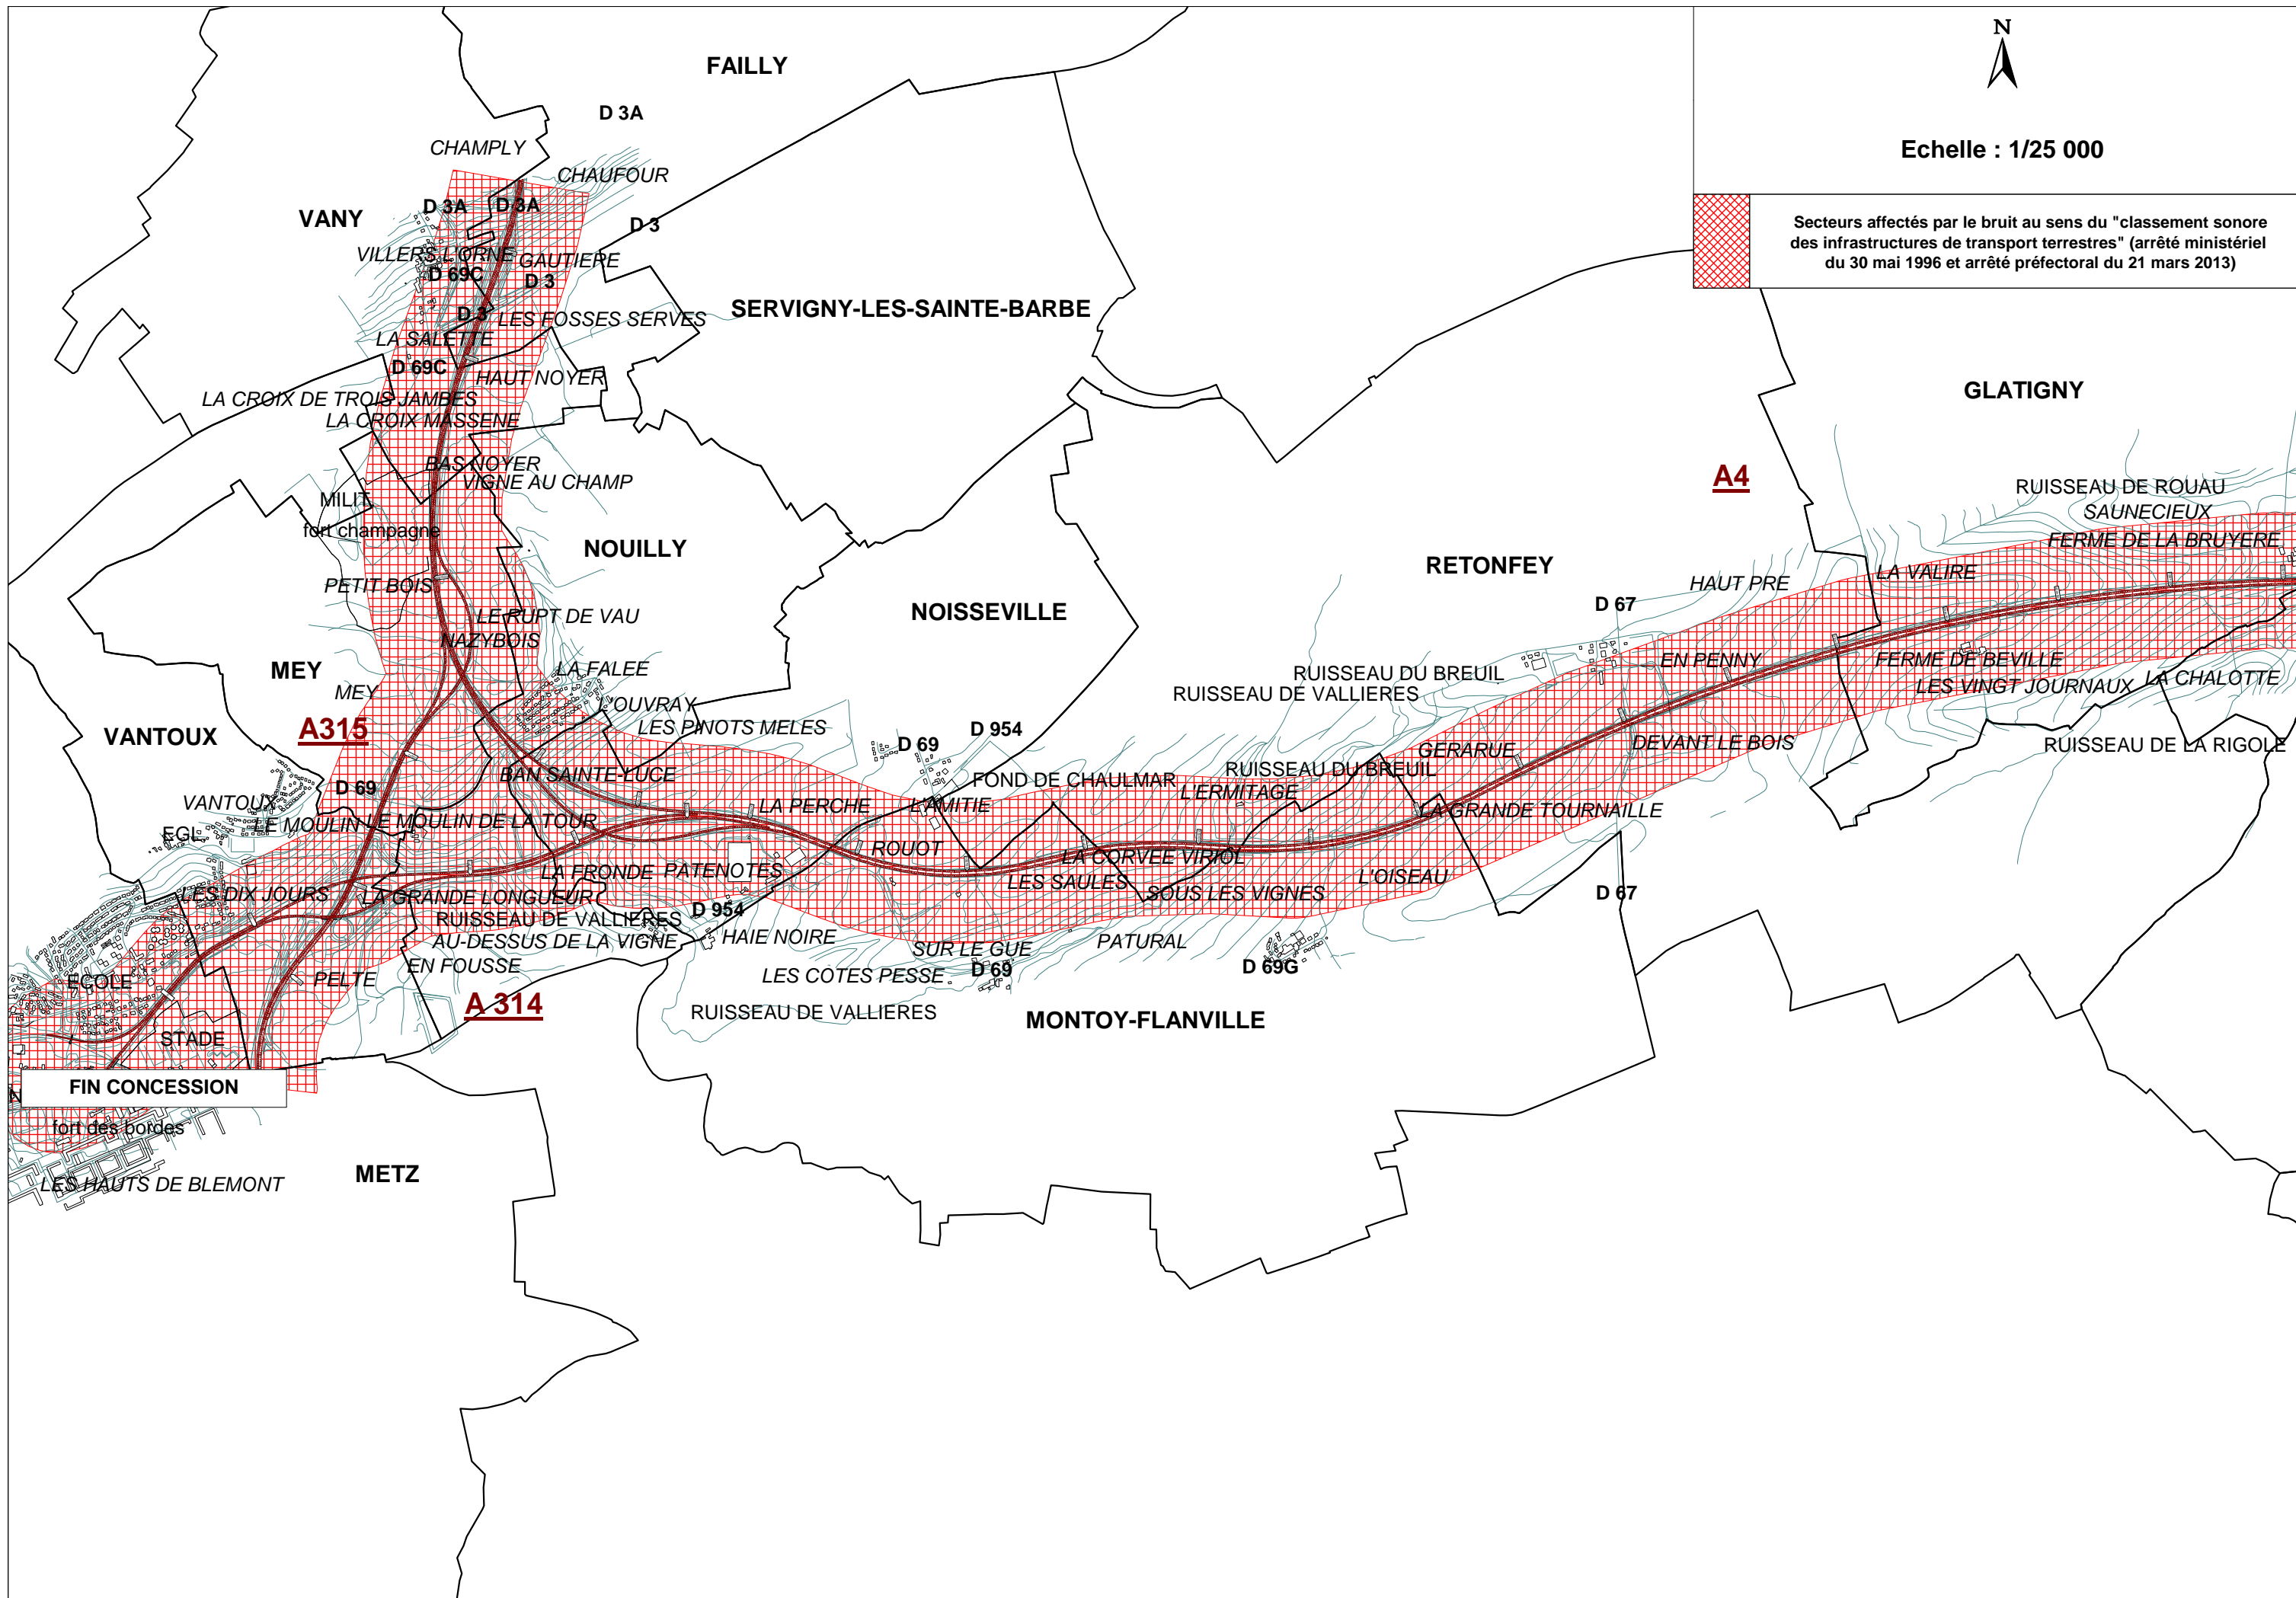 N
Echelle : 1/25 000
Secteurs affectés par le bruit au sens du "classement sonore
des infrastructures de transport terrestres" (arrêté ministériel
du 30 mai 1996 et arrêté préfectoral du 21 mars 2013)
FAILLY
D 3A
CHAMPLY
CHAUFOUR
D 3A
D 3A
VANY
D 3
VILLERS L'ORNE
GAUTIERE
D 69C
D 3
SERVIGNY-LES-SAINTE-BARBE
D 3
LES FOSSES SERVES
LA SALETTE
D 69C
HAUT NOYER
GLATIGNY
LA CROIX DE TROIS JAMBES
LA CROIX MASSENE
BAS NOYER
VIGNE AU CHAMP
A4
RUISSEAU DE ROUAU
MILIT
SAUNECIEUX
fort champagne
FERME DE LA BRUYERE
NOUILLY
RETONFEY
LA VALIRE
PETIT BOIS
HAUT PRE
D 67
NOISSEVILLE
LE RUPT DE VAU
NAZYBOIS
LA FALEE
EN PENNY
FERME DE BEVILLE
MEY
RUISSEAU DU BREUIL
LA CHALOTTE
MEY
RUISSEAU DE VALLIERES
LES VINGT JOURNAUX
L'OUVRAY
A315
LES PINOTS MELES
D 954
VANTOUX
D 69
GERARUE
DEVANT LE BOIS
RUISSEAU DE LA RIGOLE
BAN SAINTE-LUCE
RUISSEAU DU BREUIL
FOND DE CHAULMAR
D 69
L'ERMITAGE
VANTOUX
LA PERCHE
L'AMITIE
LA GRANDE TOURNAILLE
LE MOULIN
LE MOULIN DE LA TOUR
EGL
ROUOT
LA CORVEE VIRIOL
LA FRONDE
PATENOTES
L'OISEAU
LES SAULES
SOUS LES VIGNES
LES DIX JOURS
LA GRANDE LONGUEUR
D 67
D 954
RUISSEAU DE VALLIERES
HAIE NOIRE
AU-DESSUS DE LA VIGNE
PATURAL
SUR LE GUE
EN FOUSSE
D 69
D 69G
LES COTES PESSE
PELTE
ECOLE
A 314
RUISSEAU DE VALLIERES
MONTOY-FLANVILLE
STADE
FIN CONCESSION
N
fort des bordes
METZ
LES HAUTS DE BLEMONT